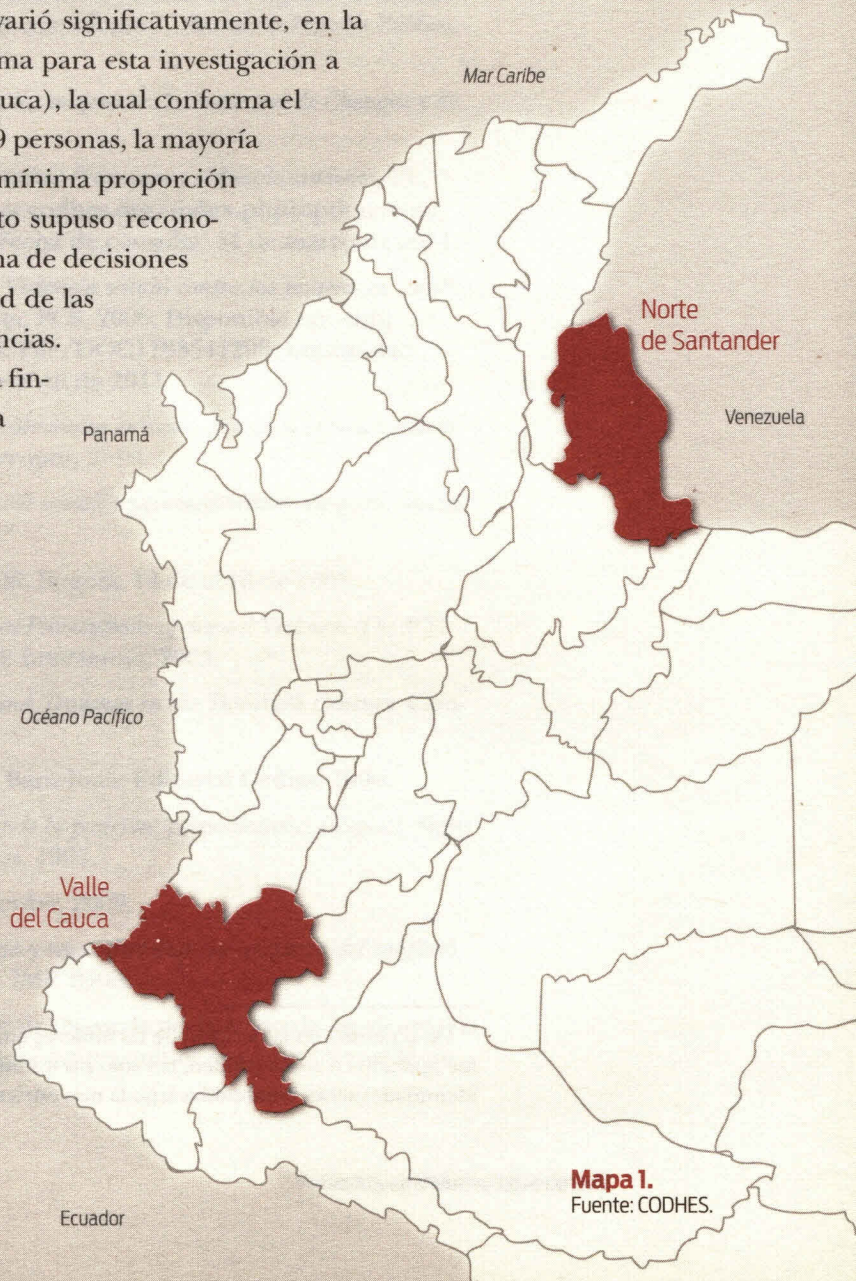 varió significativamente, en la
ma para esta investigación a
uca), la cual conforma el
9 personas, la mayoría
mínima proporción
to supuso recono-
na de decisiones
d de las
ncias.
fin-
a
Mar Caribe
Norte
de Santander
Venezuela
Panamá
Océano Pacífico
Valle
del Cauca
Mapa 1.
Fuente: CODHES.
Ecuador